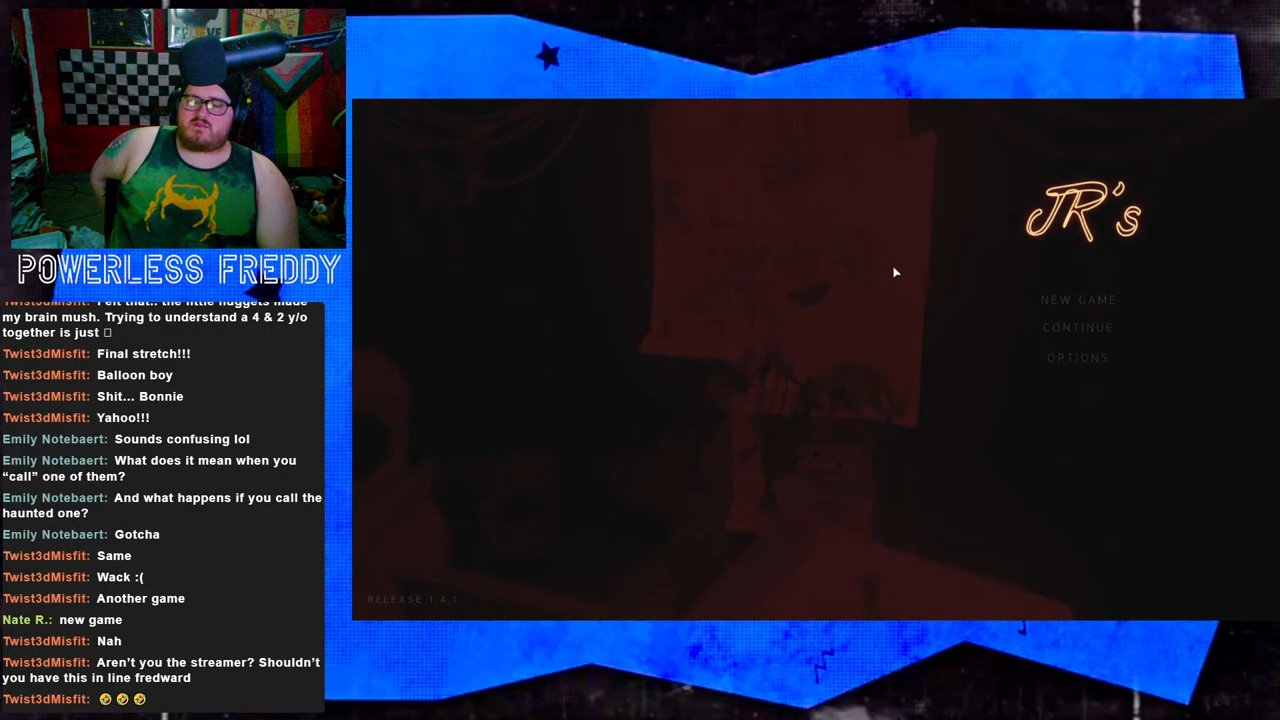 POWERLESS FREDDY
my brain mush. Trying to understand a 4 & 2 y/o
together is just
Twist3dMisfit: Final stretch!!!
Twist3dMisfit: Balloon boy
Twist3dMisfit: Shit... Bonnie
Twist3dMisfit: Yahoo!!!
Emily Notebaert: Sounds confusing lol
Emily Notebaert: What does it mean when you
“call” one of them?
Emily Notebaert: And what happens if you call the
haunted one?
Emily Notebaert: Gotcha
Twist3dMisfit: Same
Twist3dMisfit: Wack :(
Twist3dMisfit: Another game
Nate R.: new game
Twist3dMisfit: Nah
Twist3dMisfit: Aren’t you the streamer? Shouldn’t
you have this in line fredward
Twist3dMisfit: 🤣 🤣 🤣
JR's
NEW GAME
CONTINUE
OPTIONS
RELEASE 1.4.1